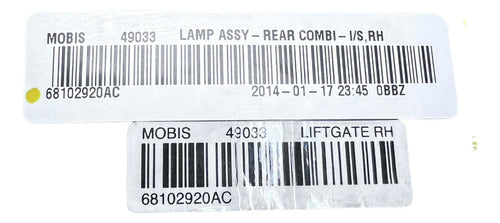 MOBIS 49033 LAMP ASSY-REAR COMBI-I/S,RH
68102920AC 2014-01-17 23:45 0BBZ
MOBIS 49033 LIFTGATE RH
68102920AC